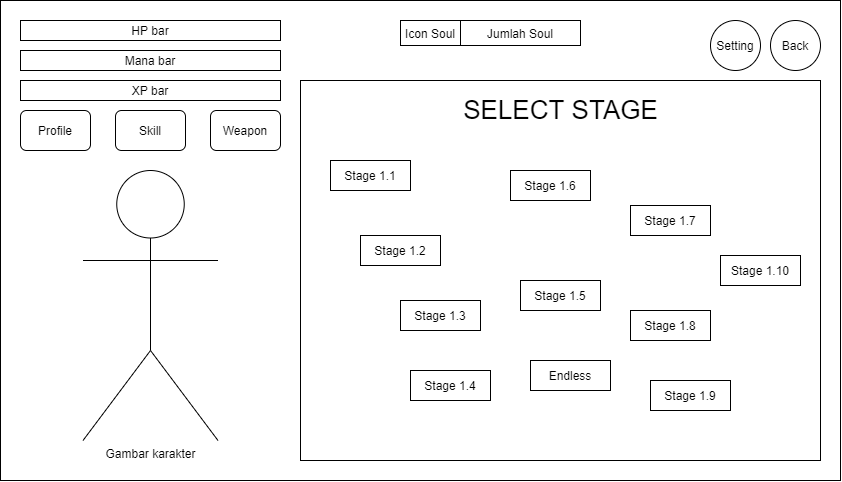 HP bar
Mana bar
XP bar
Profile
Skill
Weapon
Gambar karakter
Icon Soul
Jumlah Soul
Setting
Back
SELECT STAGE
Stage 1.1
Stage 1.2
Stage 1.3
Stage 1.4
Stage 1.5
Stage 1.6
Stage 1.7
Stage 1.8
Stage 1.9
Stage 1.10
Endless